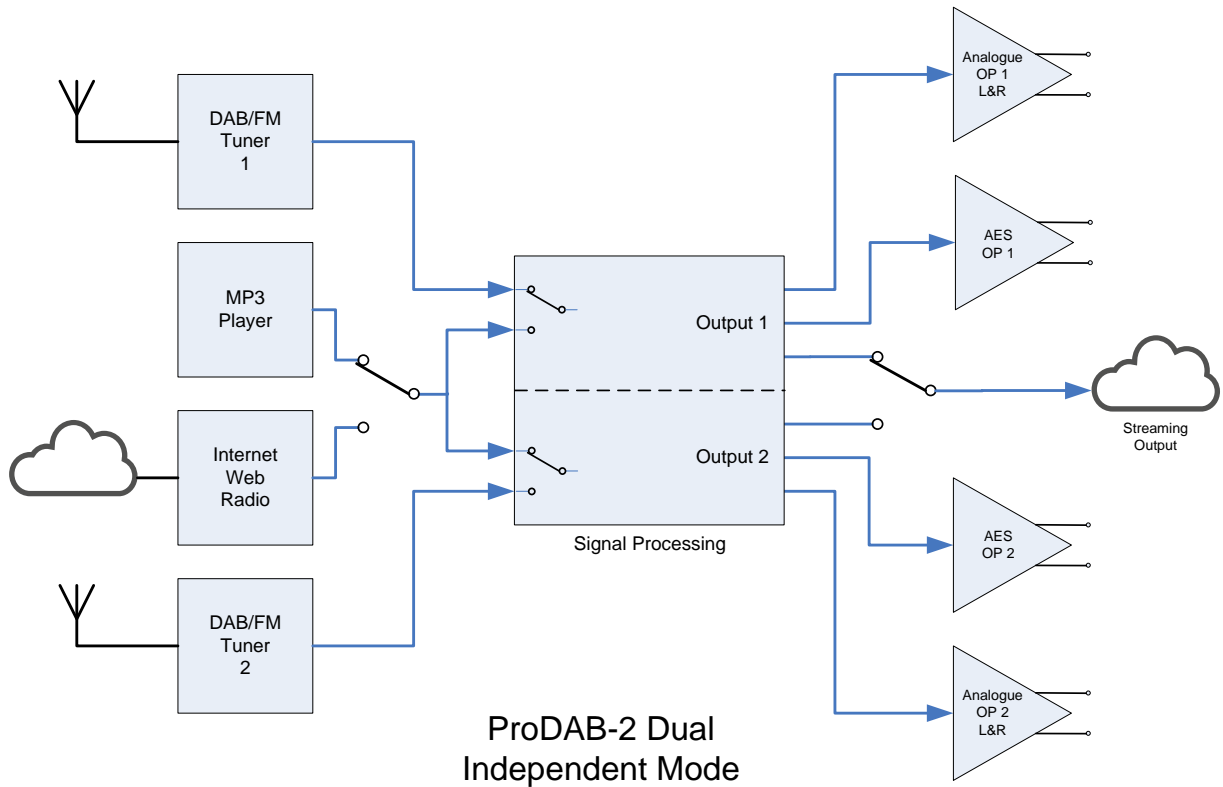 DAB/FM
Tuner
1
MP3
Player
Internet
Web
Radio
DAB/FM
Tuner
2
Output 1
Output 2
Signal Processing
Analogue
OP 1
L&R
AES
OP 1
Streaming
Output
AES
OP 2
Analogue
OP 2
L&R
ProDAB-2 Dual
Independent Mode